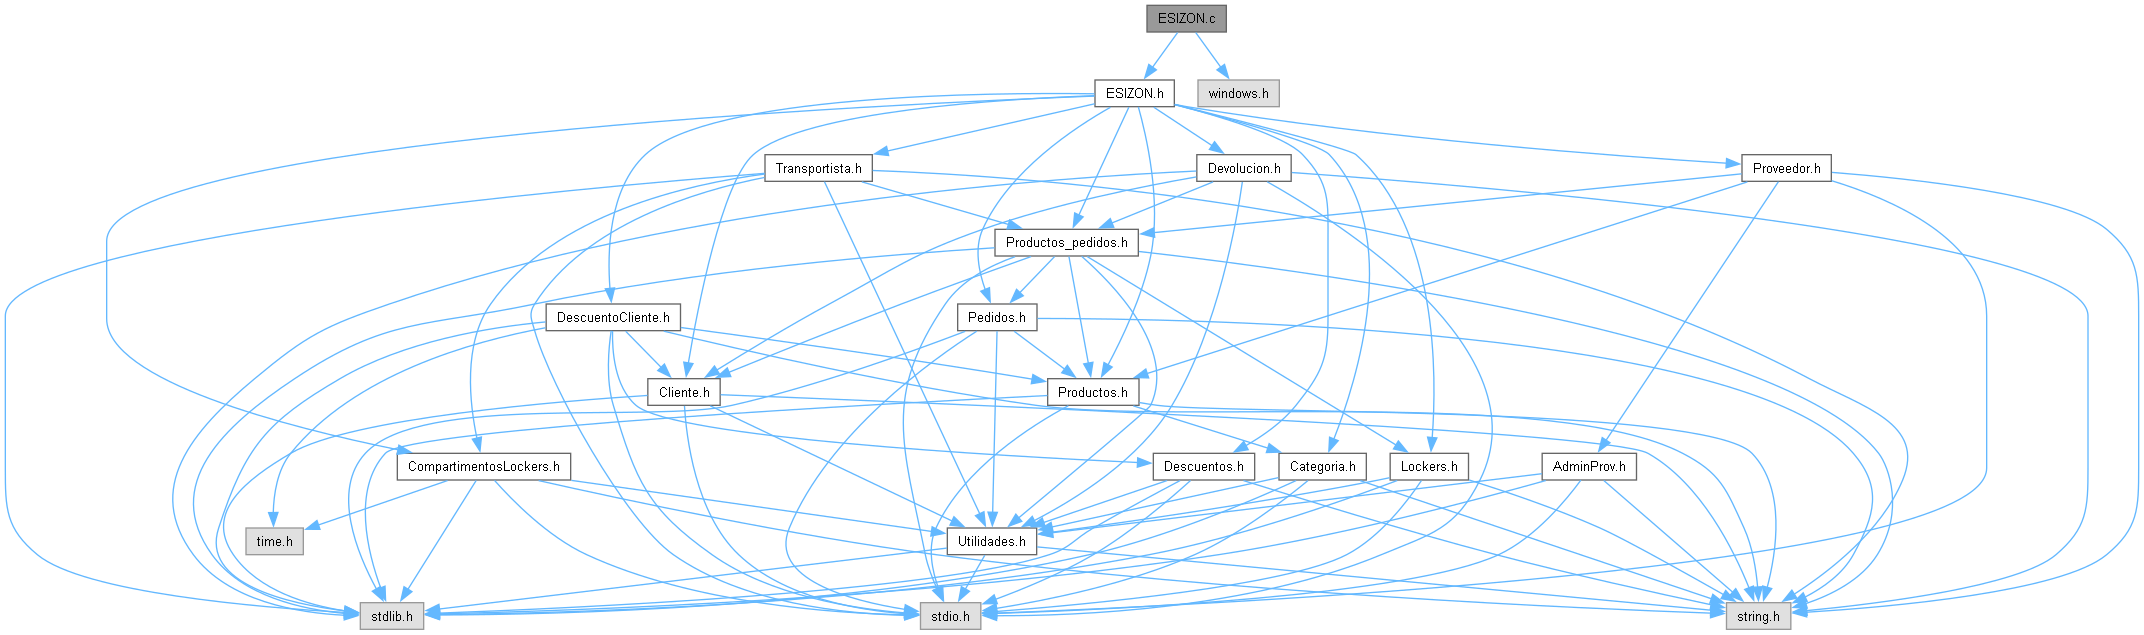 ESIZON.c
ESIZON.h
windows.h
Transportista.h
Devolucion.h
Proveedor.h
Productos_pedidos.h
DescuentoCliente.h
Pedidos.h
Cliente.h
Productos.h
CompartimentosLockers.h
Descuentos.h
Categoria.h
Lockers.h
AdminProv.h
time.h
Utilidades.h
stdlib.h
stdio.h
string.h